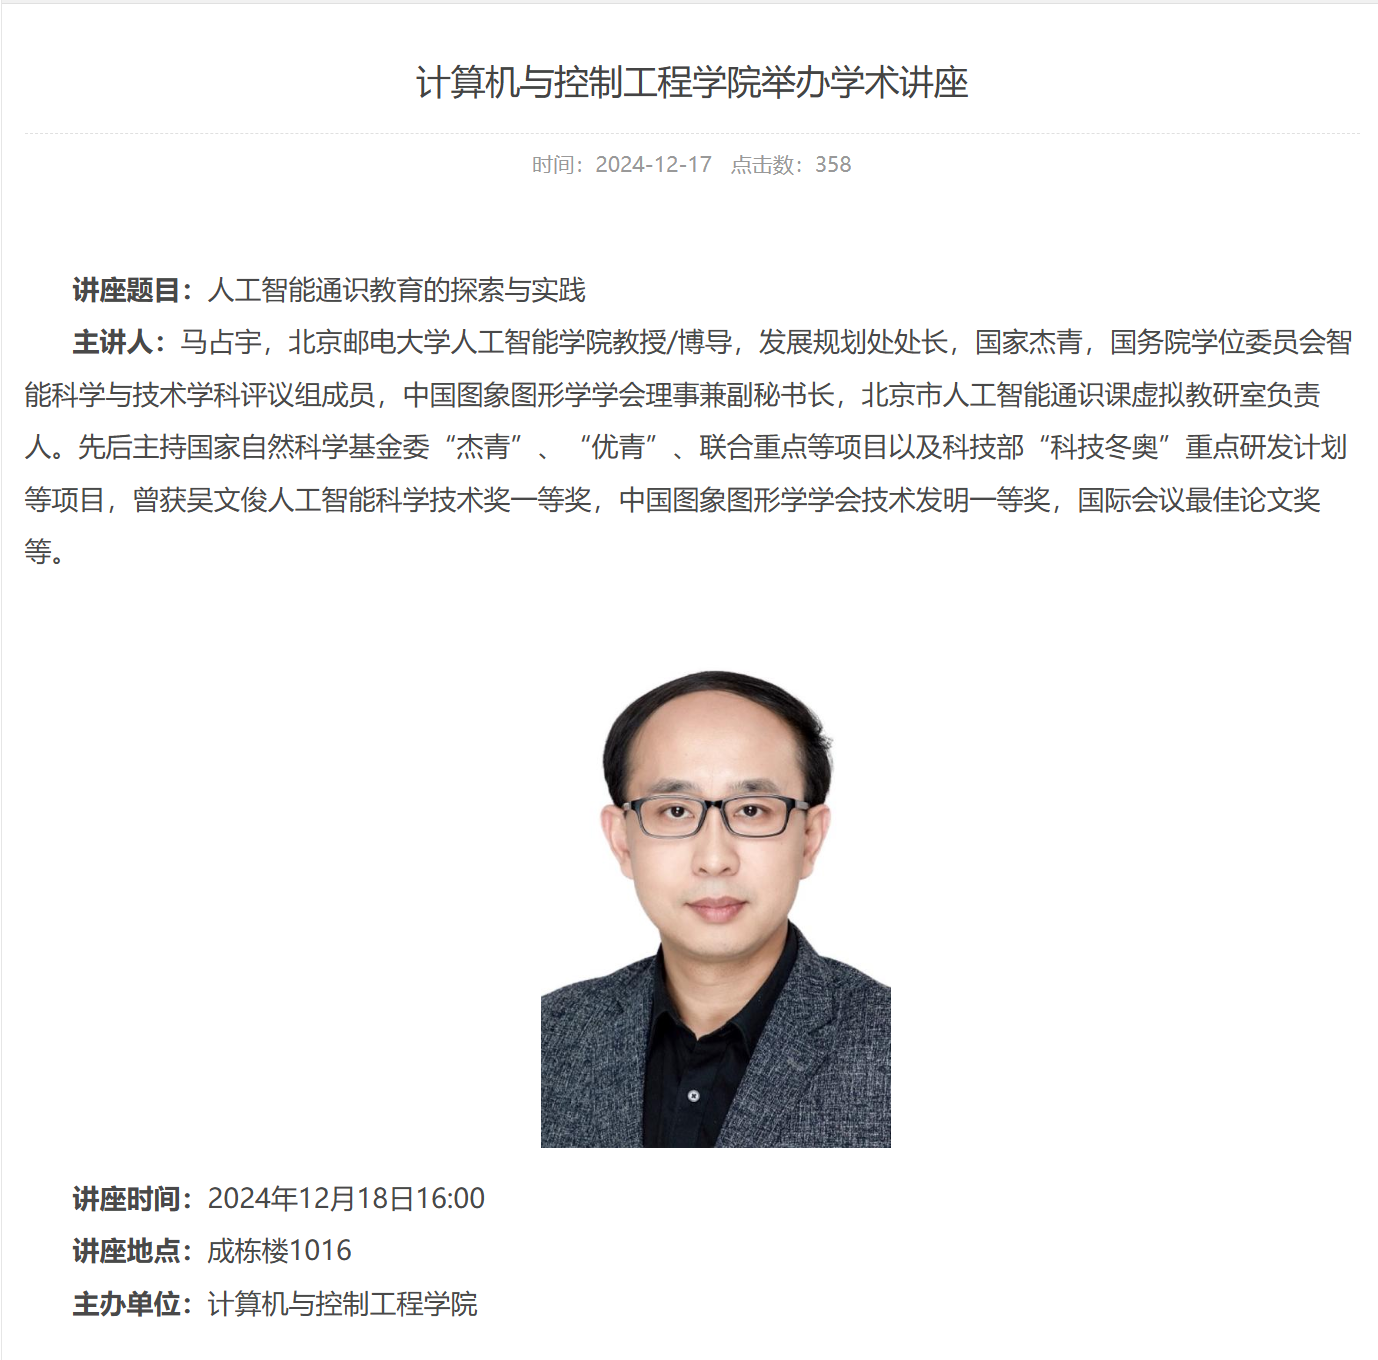 计算机与控制工程学院举办学术讲座
时间：2024-12-17 点击数：358
讲座题目：人工智能通识教育的探索与实践
主讲人：马占宇，北京邮电大学人工智能学院教授/博导，发展规划处处长，国家杰青，国务院学位委员会智
能科学与技术学科评议组成员，中国图象图形学学会理事兼副秘书长，北京市人工智能通识课虚拟教研室负责
人。先后主持国家自然科学基金委“杰青”、“优青”、联合重点等项目以及科技部“科技冬奥”重点研发计划
等项目，曾获吴文俊人工智能科学技术奖一等奖，中国图象图形学学会技术发明一等奖，国际会议最佳论文奖
等。
讲座时间：2024年12月18日16:00
讲座地点：成栋楼1016
主办单位：计算机与控制工程学院